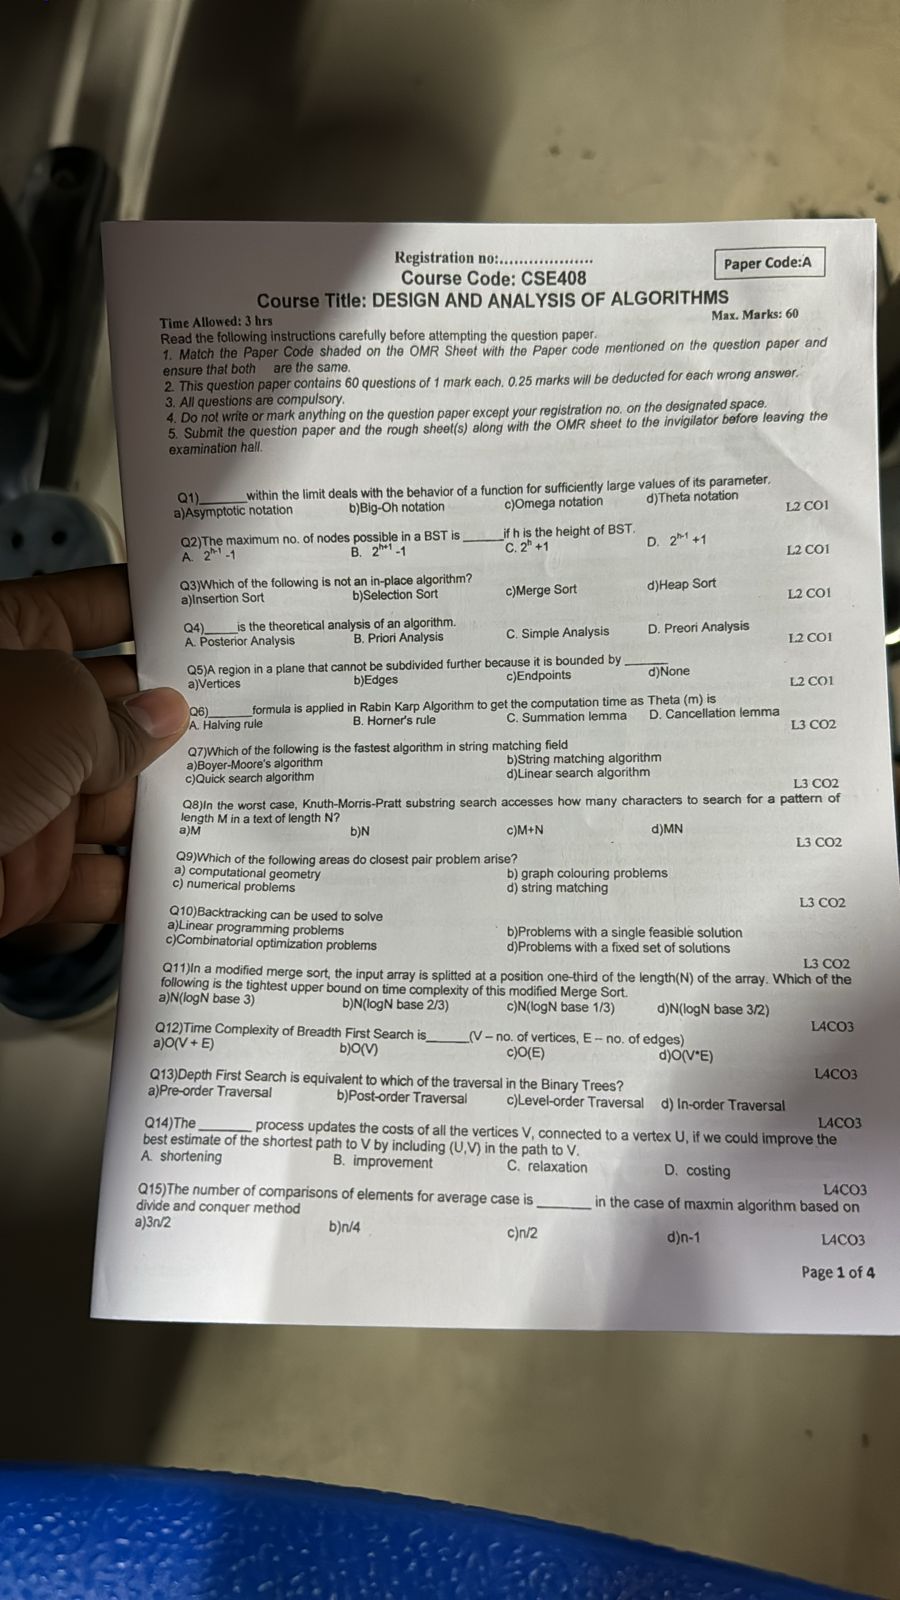 Registration no:...................
Paper Code:A
Course Code: CSE408
Course Title: DESIGN AND ANALYSIS OF ALGORITHMS
Time Allowed: 3 hrs Max. Marks: 60
Read the following instructions carefully before attempting the question paper.
1. Match the Paper Code shaded on the OMR Sheet with the Paper code mentioned on the question paper and
ensure that both are the same.
2. This question paper contains 60 questions of 1 mark each. 0.25 marks will be deducted for each wrong answer.
3. All questions are compulsory.
4. Do not write or mark anything on the question paper except your registration no. on the designated space.
5. Submit the question paper and the rough sheet(s) along with the OMR sheet to the invigilator before leaving the
examination hall.
Q1)______within the limit deals with the behavior of a function for sufficiently large values of its parameter.
a)Asymptotic notation b)Big-Oh notation c)Omega notation d)Theta notation
L2 CO1
Q2)The maximum no. of nodes possible in a BST is ______if h is the height of BST.
A. 2^h-1 -1 B. 2^h+1 -1 C. 2^h +1 D. 2^h-1 +1
L2 CO1
Q3)Which of the following is not an in-place algorithm?
a)Insertion Sort b)Selection Sort c)Merge Sort d)Heap Sort
L2 CO1
Q4)_____is the theoretical analysis of an algorithm.
A. Posterior Analysis B. Priori Analysis C. Simple Analysis D. Preori Analysis
L2 CO1
Q5)A region in a plane that cannot be subdivided further because it is bounded by ______
a)Vertices b)Edges c)Endpoints d)None
L2 CO1
Q6)______formula is applied in Rabin Karp Algorithm to get the computation time as Theta (m) is
A. Halving rule B. Horner's rule C. Summation lemma D. Cancellation lemma
L3 CO2
Q7)Which of the following is the fastest algorithm in string matching field
a)Boyer-Moore's algorithm b)String matching algorithm
c)Quick search algorithm d)Linear search algorithm
L3 CO2
Q8)In the worst case, Knuth-Morris-Pratt substring search accesses how many characters to search for a pattern of
length M in a text of length N?
a)M b)N c)M+N d)MN
L3 CO2
Q9)Which of the following areas do closest pair problem arise?
a) computational geometry b) graph colouring problems
c) numerical problems d) string matching
L3 CO2
Q10)Backtracking can be used to solve
a)Linear programming problems b)Problems with a single feasible solution
c)Combinatorial optimization problems d)Problems with a fixed set of solutions
L3 CO2
Q11)In a modified merge sort, the input array is splitted at a position one-third of the length(N) of the array. Which of the
following is the tightest upper bound on time complexity of this modified Merge Sort.
a)N(logN base 3) b)N(logN base 2/3) c)N(logN base 1/3) d)N(logN base 3/2)
L4CO3
Q12)Time Complexity of Breadth First Search is______(V – no. of vertices, E – no. of edges)
a)O(V + E) b)O(V) c)O(E) d)O(V*E)
L4CO3
Q13)Depth First Search is equivalent to which of the traversal in the Binary Trees?
a)Pre-order Traversal b)Post-order Traversal c)Level-order Traversal d) In-order Traversal
L4CO3
Q14)The ________ process updates the costs of all the vertices V, connected to a vertex U, if we could improve the
best estimate of the shortest path to V by including (U,V) in the path to V.
A. shortening B. improvement C. relaxation D. costing
L4CO3
Q15)The number of comparisons of elements for average case is ________ in the case of maxmin algorithm based on
divide and conquer method
a)3n/2 b)n/4 c)n/2 d)n-1
L4CO3
Page 1 of 4